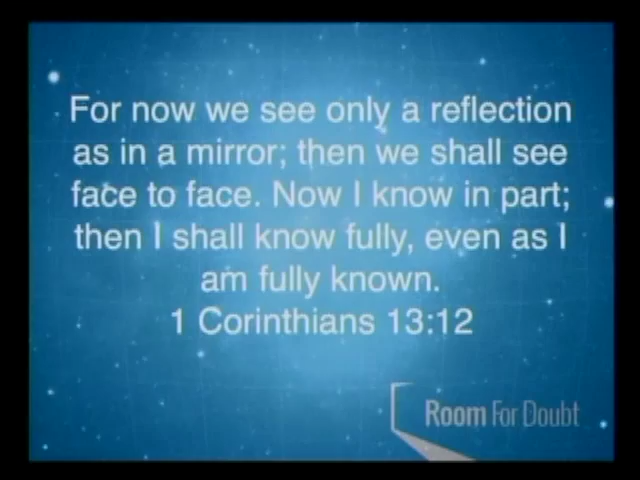 For now we see only a reflection
as in a mirror; then we shall see
face to face. Now I know in part;
then I shall know fully, even as I
am fully known.
1 Corinthians 13:12
Room For Doubt